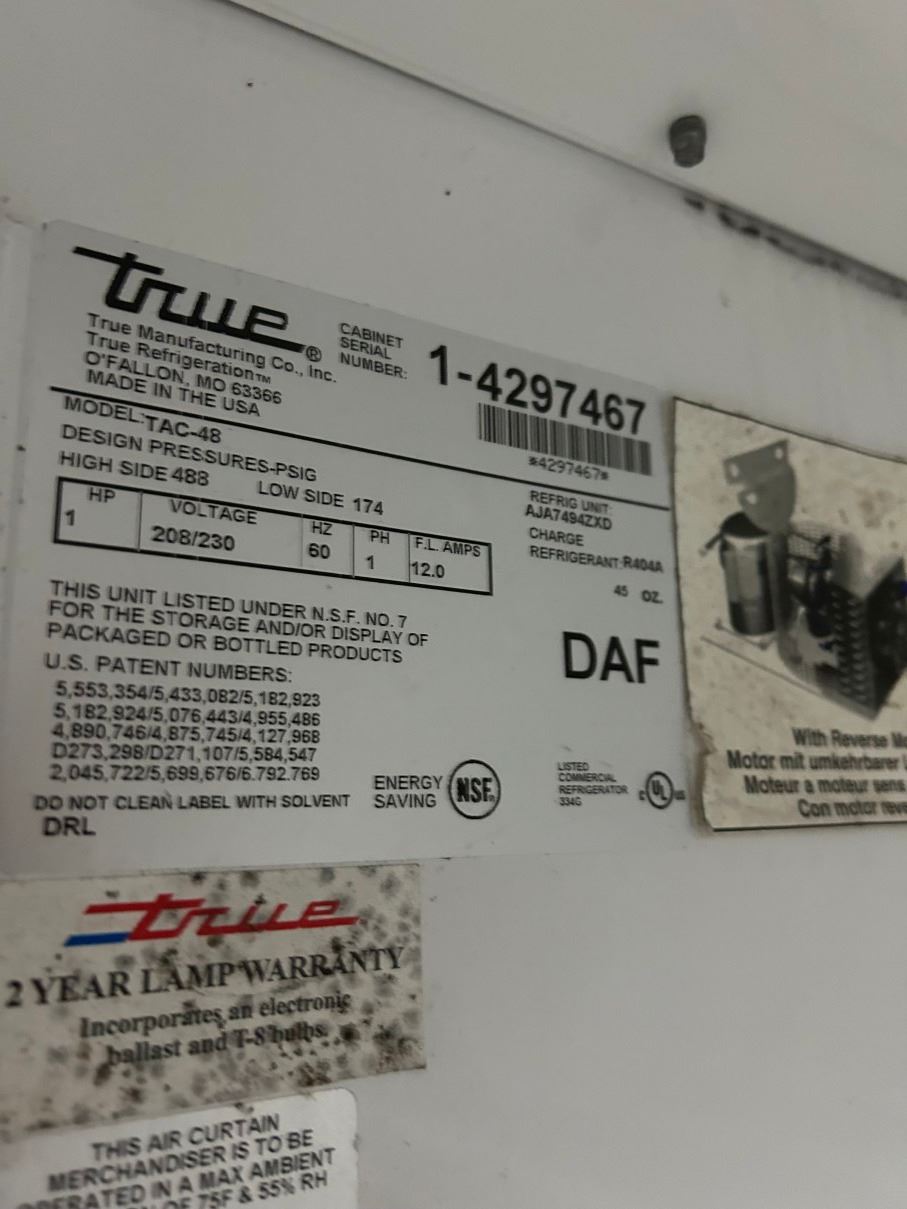 true®
True Manufacturing Co., Inc.
True Refrigeration™
O'FALLON, MO 63366
MADE IN THE USA
CABINET
SERIAL
NUMBER:
1-4297467
*4297467*
MODEL:TAC-48
DESIGN PRESSURES-PSIG
HIGH SIDE 488 LOW SIDE 174
HP VOLTAGE HZ PH F.L. AMPS
1 208/230 60 1 12.0
REFRIG UNIT:
AJA7494ZXD
CHARGE
REFRIGERANT:R404A
45 OZ.
THIS UNIT LISTED UNDER N.S.F. NO. 7
FOR THE STORAGE AND/OR DISPLAY OF
PACKAGED OR BOTTLED PRODUCTS
DAF
U.S. PATENT NUMBERS:
5,553,354/5,433,082/5,182,923
5,182,924/5,076,443/4,955,486
4,890,746/4,875,745/4,127,968
D273,298/D271,107/5,584,547
2,045,722/5,699,676/6.792.769
DO NOT CLEAN LABEL WITH SOLVENT
DRL
ENERGY
SAVING
NSF®
LISTED
COMMERCIAL
REFRIGERATOR
334G
c UL us
With Reverse
Motor mit umkehrbarer
Moteur a moteur sens
Con motor
true
2 YEAR LAMP WARRANTY
Incorporates an electronic
ballast and T-8 bulbs.
THIS AIR CURTAIN
MERCHANDISER IS TO BE
OPERATED IN A MAX AMBIENT
OF 75F & 55% RH